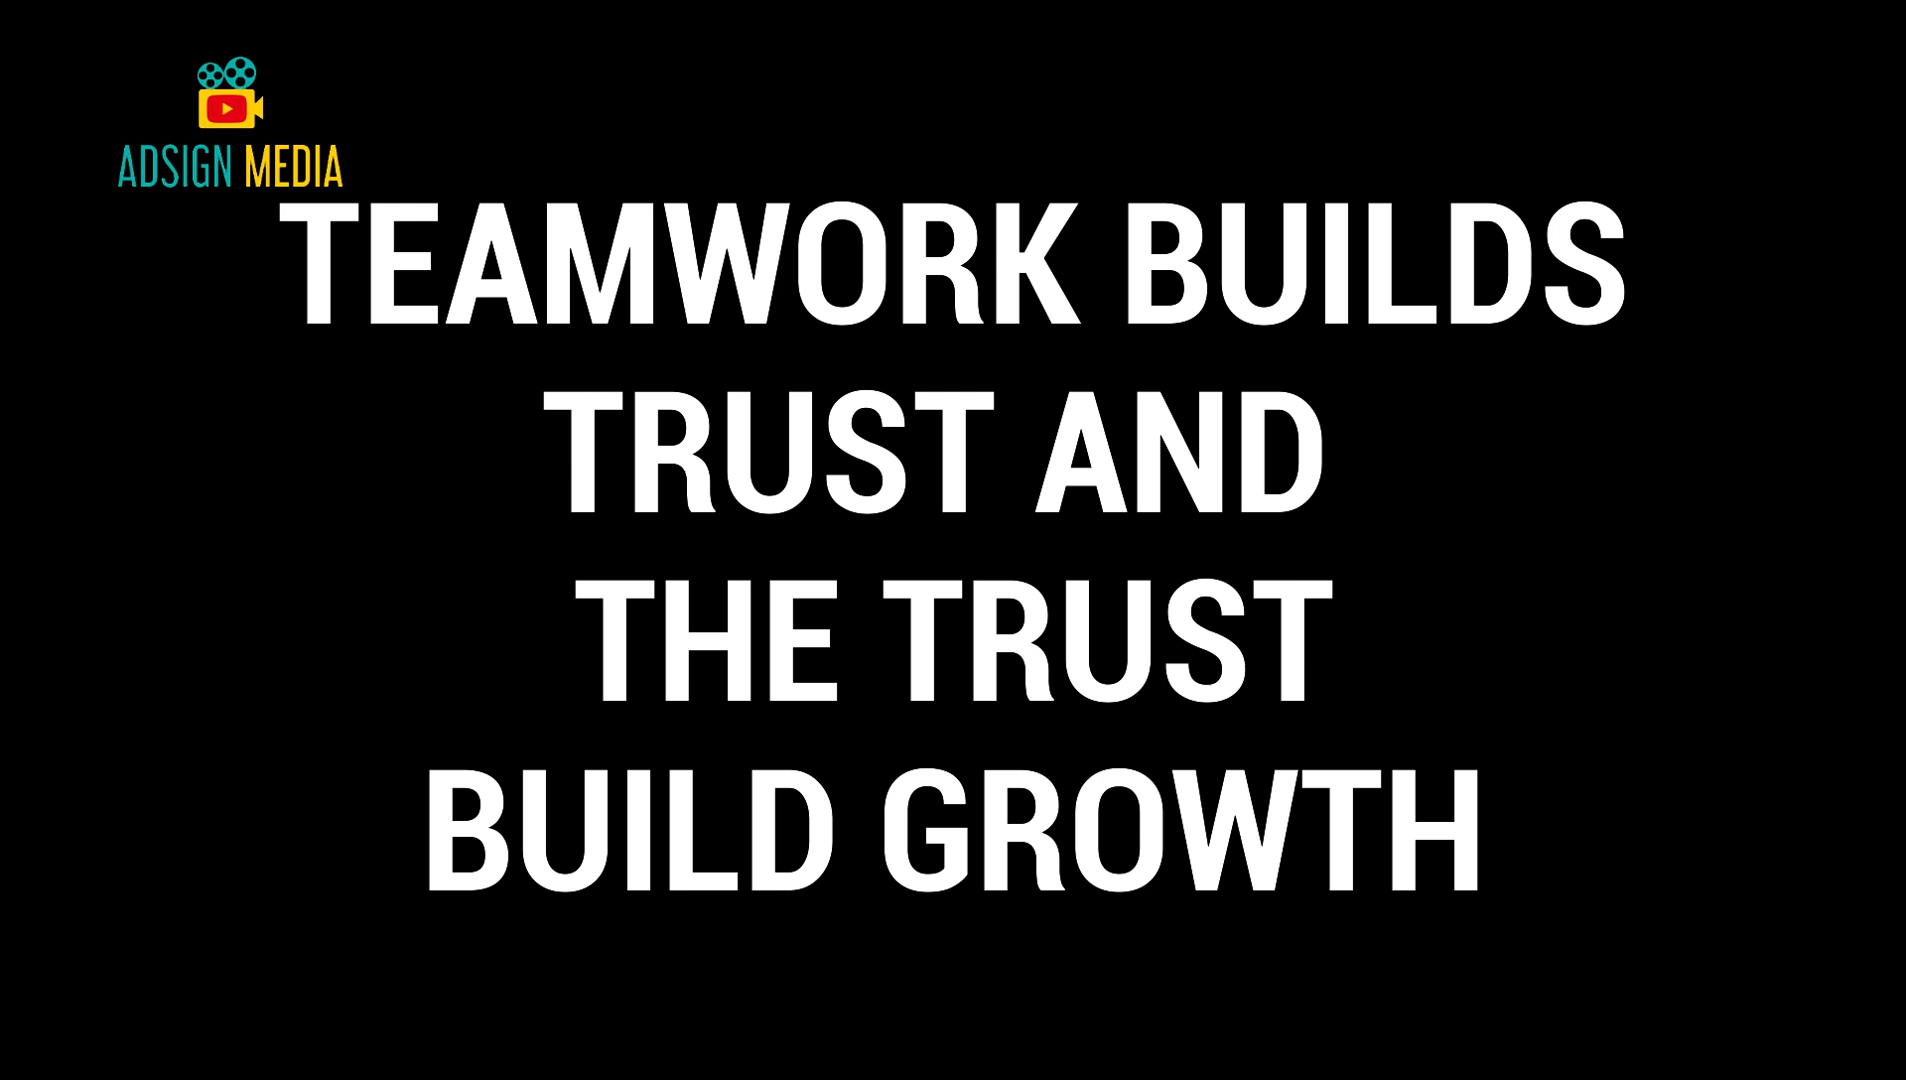 ADSIGN MEDIA
TEAMWORK BUILDS
TRUST AND
THE TRUST
BUILD GROWTH